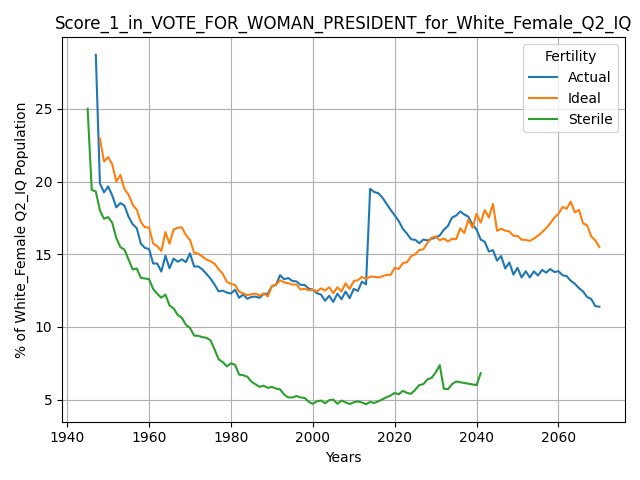 Score_1_in_VOTE_FOR_WOMAN_PRESIDENT_for_White_Female_Q2_IQ
Fertility
Actual
Ideal
Sterile
% of White_Female Q2_IQ Population
25
20
15
10
5
1940 1960 1980 2000 2020 2040 2060
Years